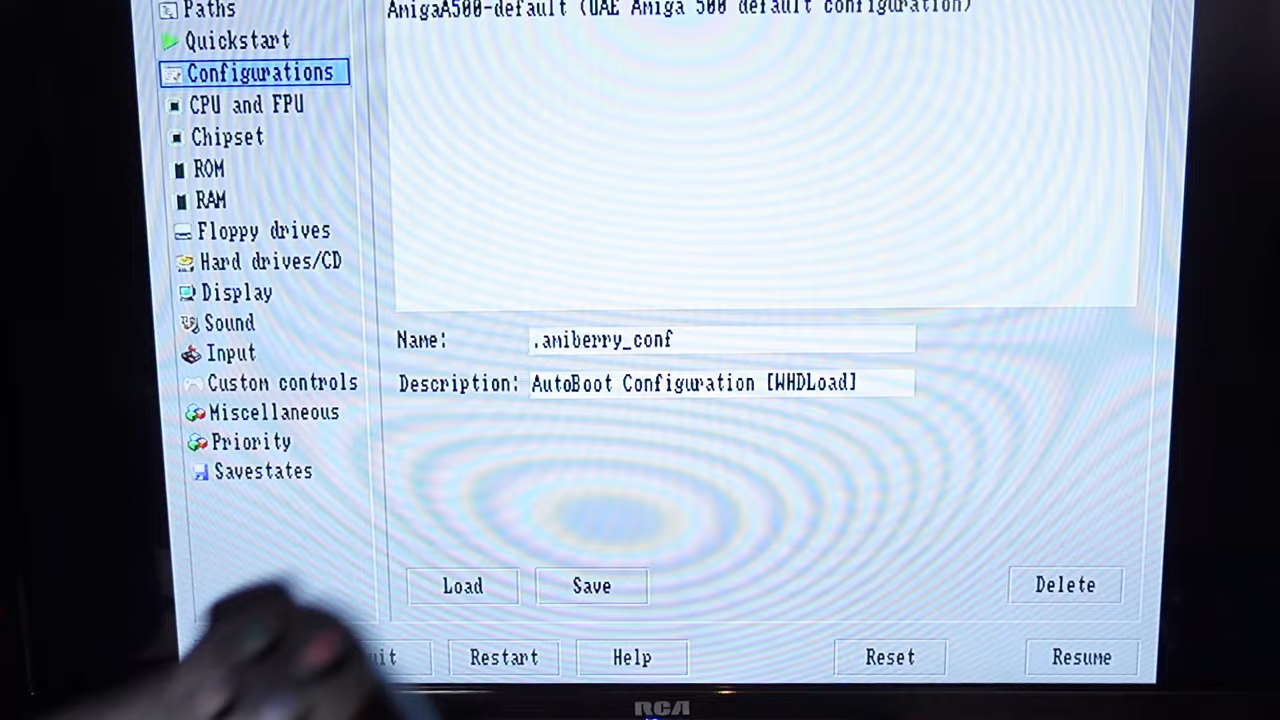 Paths
Quickstart
Configurations
CPU and FPU
Chipset
ROM
RAM
Floppy drives
Hard drives/CD
Display
Sound
Input
Custom controls
Miscellaneous
Priority
Savestates
AmigaA500-default (UAE Amiga 500 default configuration)
Name: .amiberry_conf
Description: AutoBoot Configuration [WHDLoad]
Load Save Delete
Restart Help Reset Resume
RCA